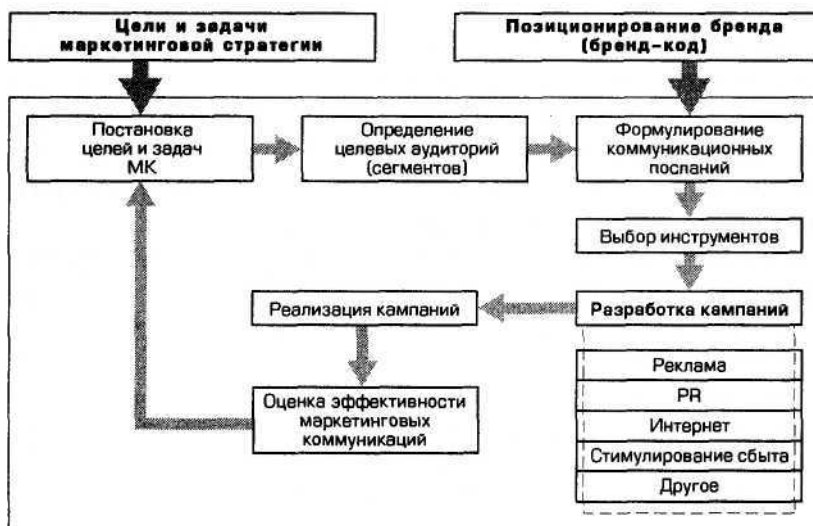 Цели и задачи
маркетинговой стратегии
Позиционирование бренда
(бренд-код)
Постановка
целей и задач
МК
Определение
целевых аудиторий
(сегментов)
Формулирование
коммуникационных
посланий
Выбор инструментов
Разработка кампаний
Реализация кампаний
Оценка эффективности
маркетинговых
коммуникаций
Реклама
PR
Интернет
Стимулирование сбыта
Другое